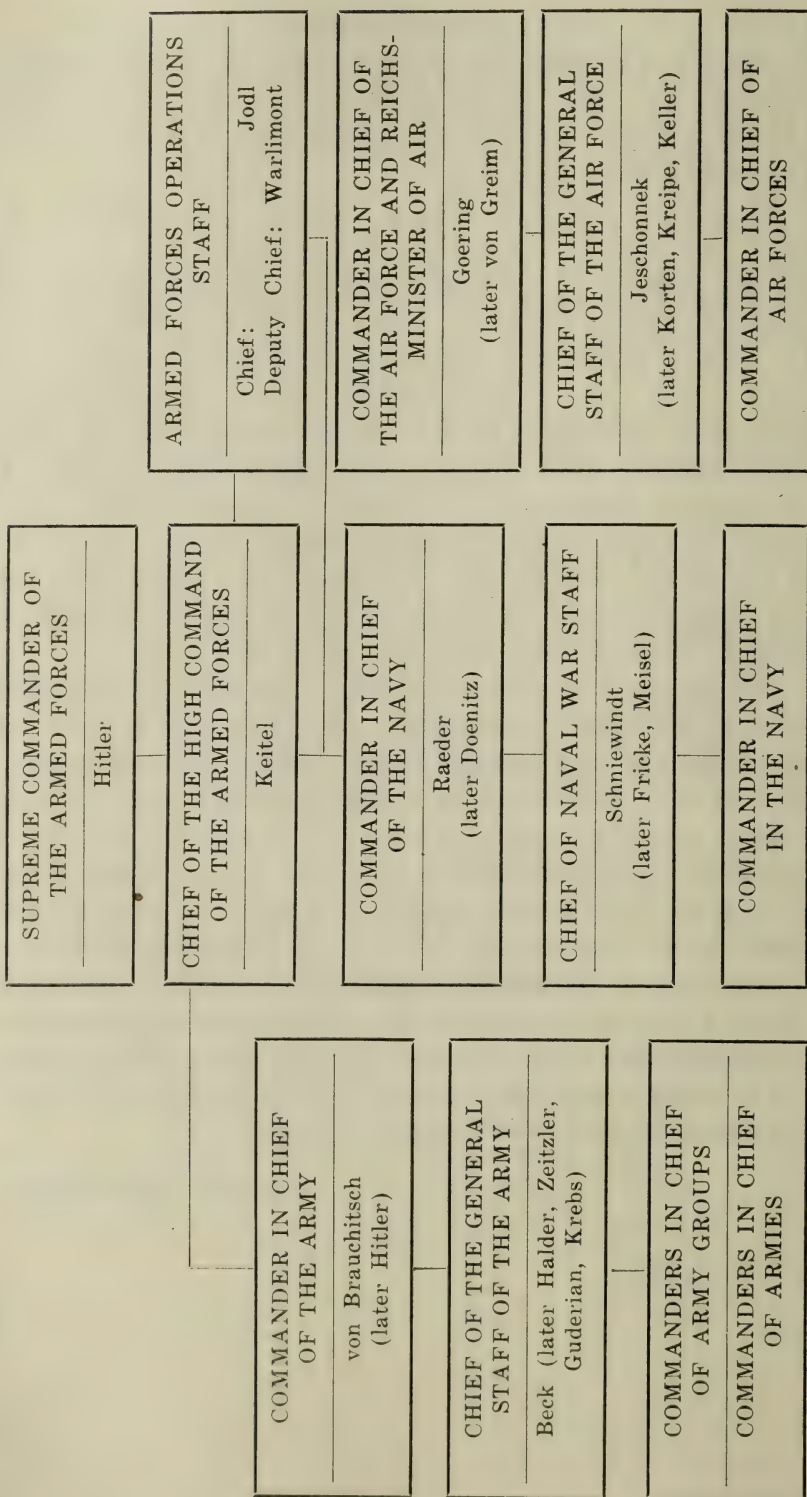 SUPREME COMMANDER OF
THE ARMED FORCES
Hitler
CHIEF OF THE HIGH COMMAND
OF THE ARMED FORCES
Keitel
ARMED FORCES OPERATIONS
STAFF
Chief: Jodl
Deputy Chief: Warlimont
COMMANDER IN CHIEF
OF THE ARMY
von Brauchitsch
(later Hitler)
CHIEF OF THE GENERAL
STAFF OF THE ARMY
Beck (later Halder, Zeitzler,
Guderian, Krebs)
COMMANDERS IN CHIEF
OF ARMY GROUPS
COMMANDERS IN CHIEF
OF ARMIES
COMMANDER IN CHIEF
OF THE NAVY
Raeder
(later Doenitz)
CHIEF OF NAVAL WAR STAFF
Schniewindt
(later Fricke, Meisel)
COMMANDER IN CHIEF
IN THE NAVY
COMMANDER IN CHIEF OF
THE AIR FORCE AND REICHS-
MINISTER OF AIR
Goering
(later von Greim)
CHIEF OF THE GENERAL
STAFF OF THE AIR FORCE
Jeschonnek
(later Korten, Kreipe, Keller)
COMMANDER IN CHIEF OF
AIR FORCES